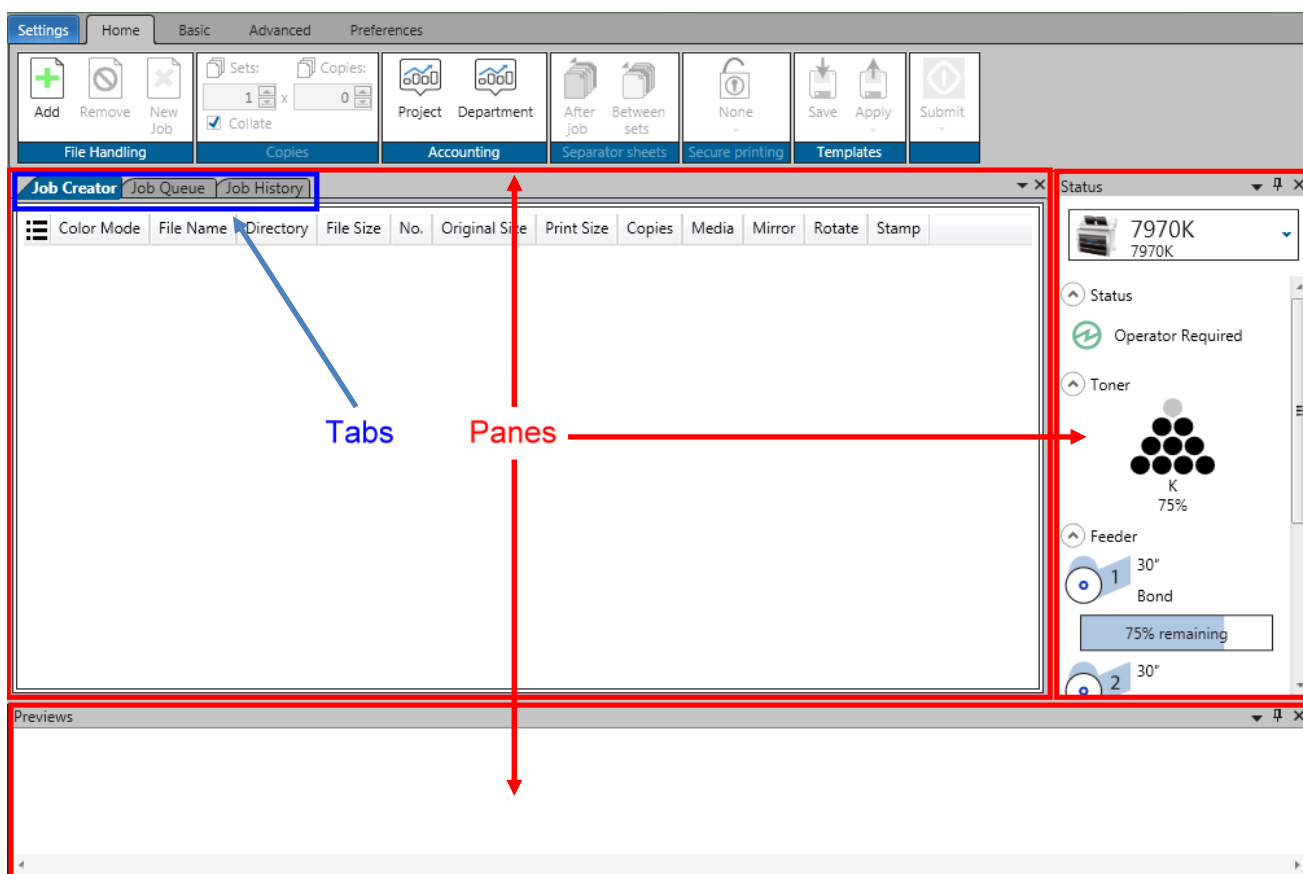 Settings Home Basic Advanced Preferences
Sets: Copies:
1 x 0
Collate
Add Remove New Job
Project Department
After job Between sets
None
Save Apply
Submit
File Handling Copies Accounting Separator sheets Secure printing Templates
Job Creator Job Queue Job History
Color Mode File Name Directory File Size No. Original Size Print Size Copies Media Mirror Rotate Stamp
Tabs Panes
Status
7970K
7970K
Status
Operator Required
Toner
K
75%
Feeder
1 30"
Bond
75% remaining
2 30"
Previews